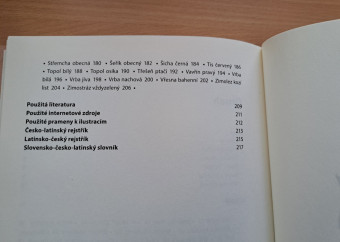 • Střemcha obecná 180 • Šeřík obecný 182 • Šicha černá 184 • Tis červený 186
• Topol bílý 188 • Topol osika 190 • Třešeň ptačí 192 • Vavřín pravý 194 • Vrba
bílá 196 • Vrba jíva 198 • Vrba nachová 200 • Vřesna bahenní 202 • Zimolez kozí
list 204 • Zimostráz vždyzelený 206 •
Použitá literatura 209
Použité internetové zdroje 211
Použité prameny k ilustracím 212
Česko-latinský rejstřík 213
Latinsko-český rejstřík 215
Slovensko-česko-latinský slovník 217